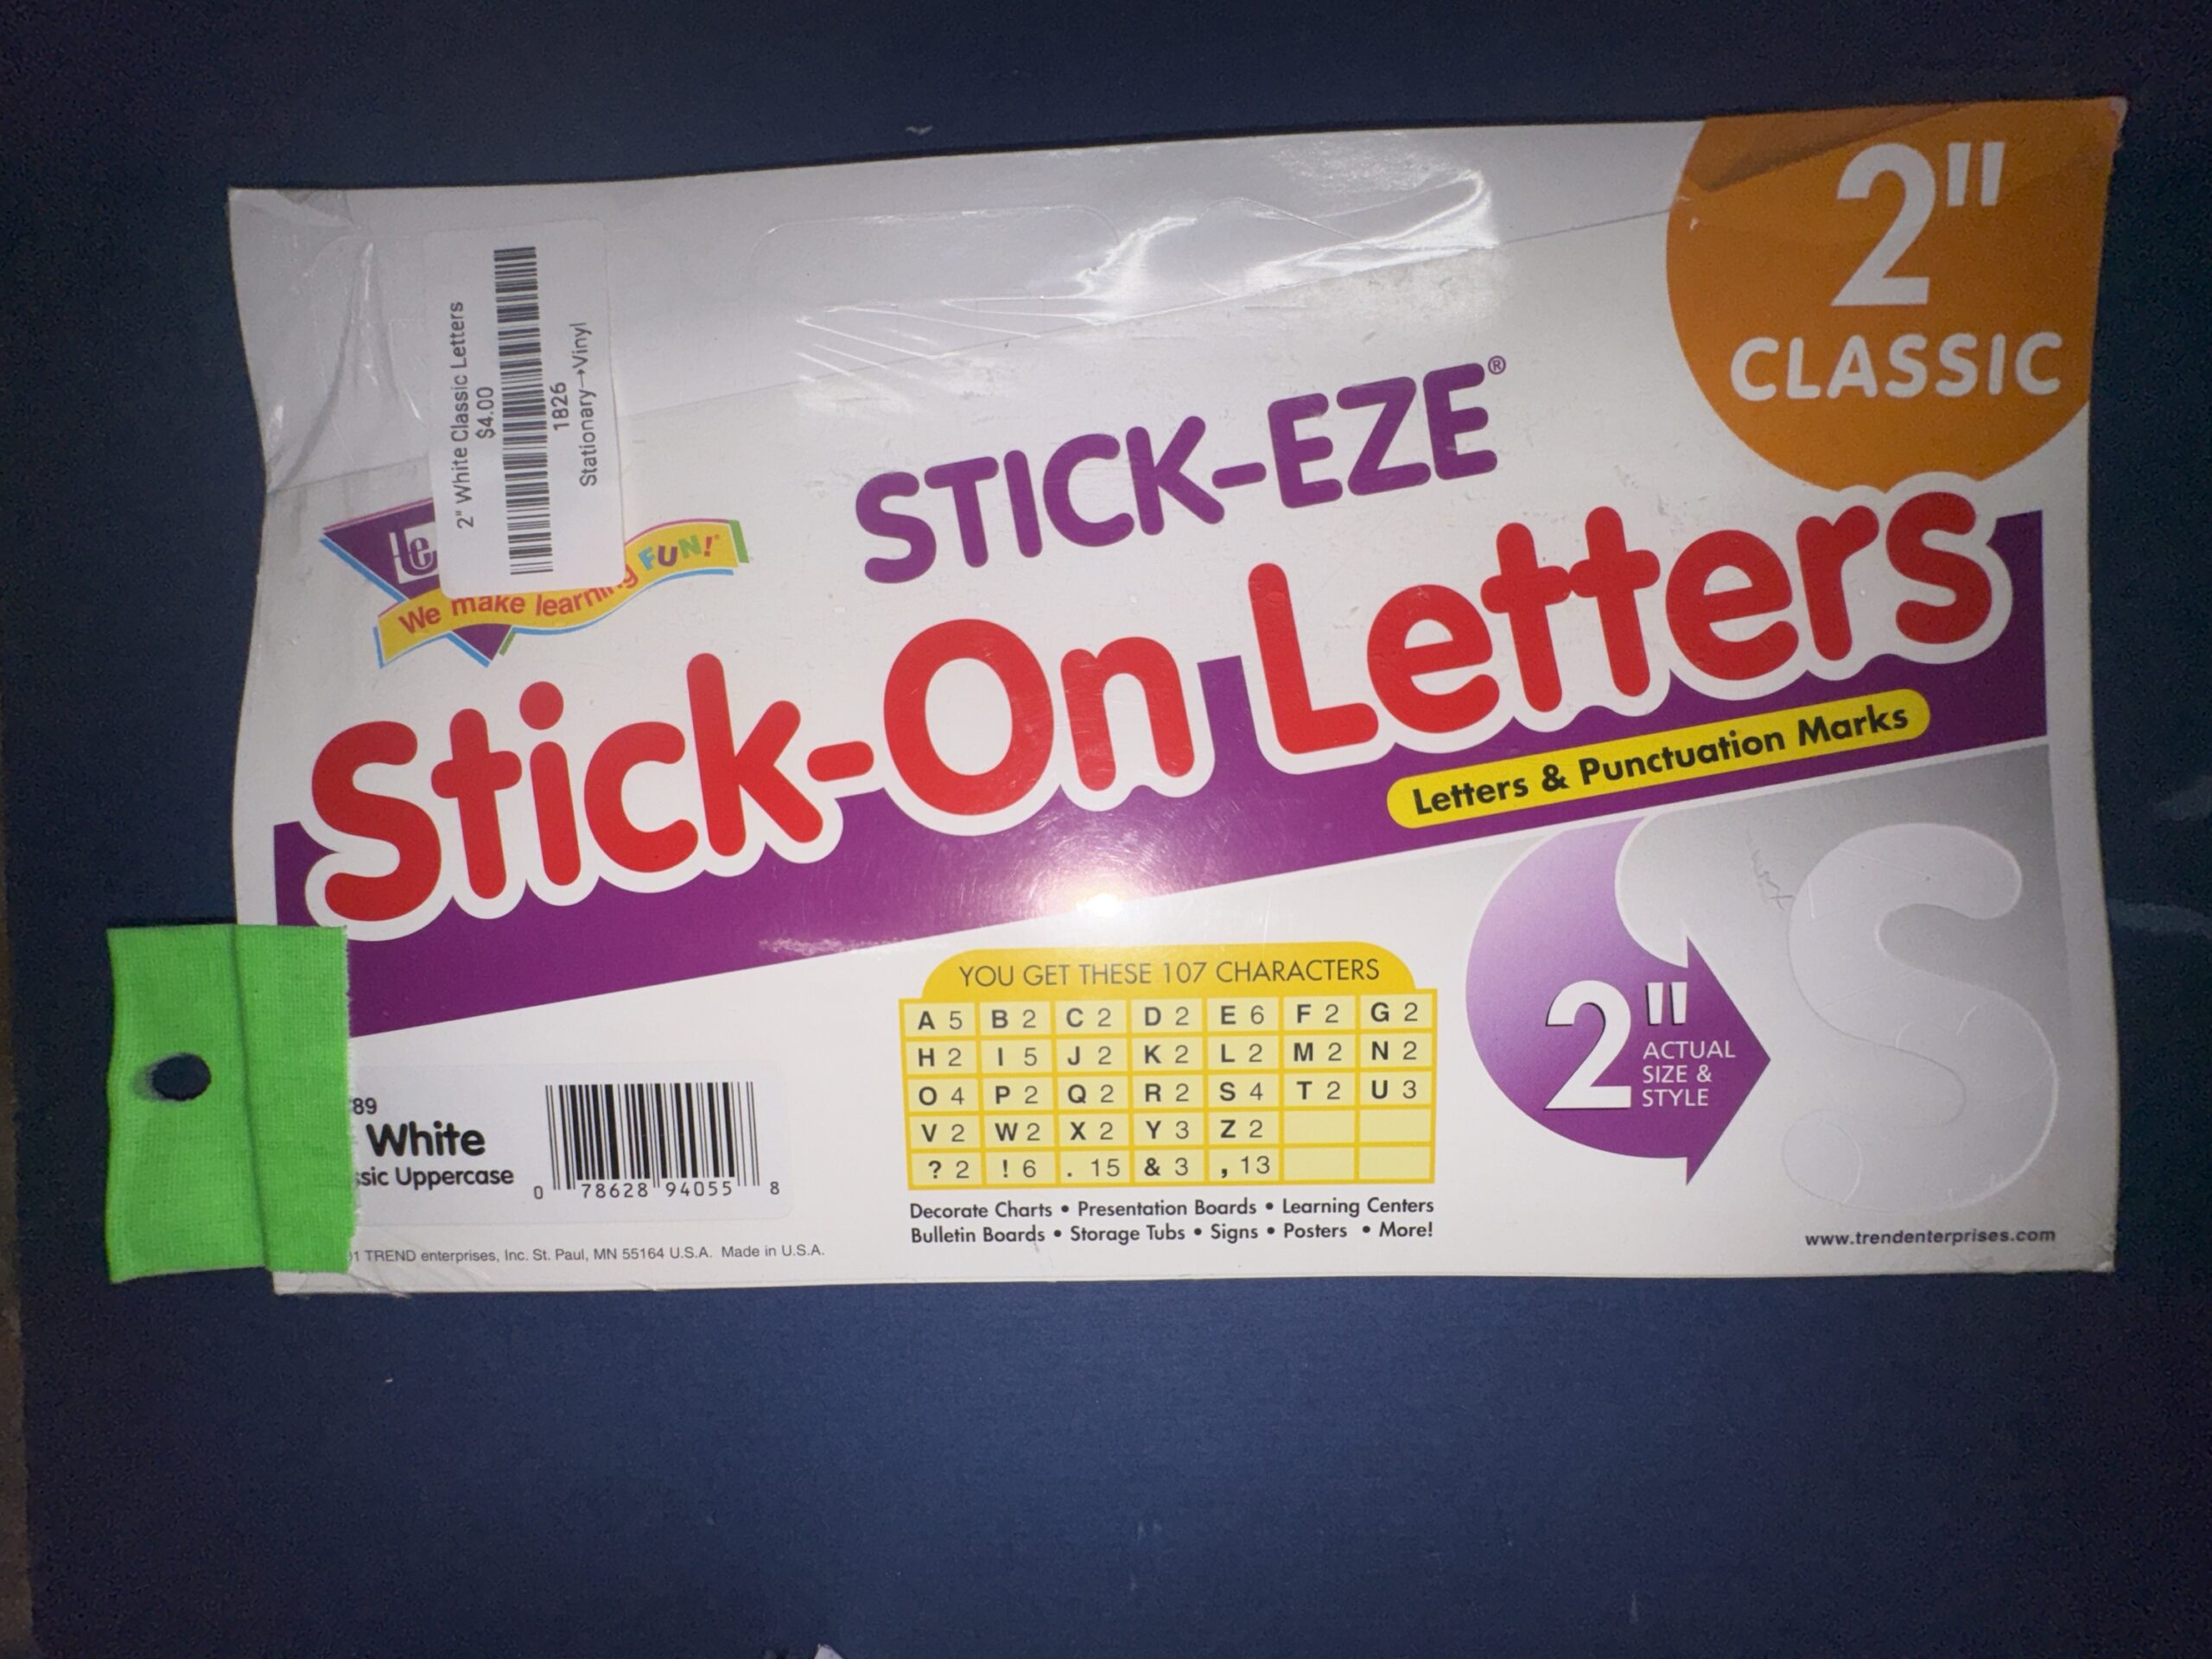 2" White Classic Letters
$4.00
1826
Stationary→Vinyl
We make learning FUN!®
STICK-EZE®
Stick-On Letters
Letters & Punctuation Marks
2"
CLASSIC
89
White
sic Uppercase
0 78628 94055 8
1 TREND enterprises, Inc. St. Paul, MN 55164 U.S.A. Made in U.S.A.
YOU GET THESE 107 CHARACTERS
A 5 B 2 C 2 D 2 E 6 F 2 G 2
H 2 I 5 J 2 K 2 L 2 M 2 N 2
O 4 P 2 Q 2 R 2 S 4 T 2 U 3
V 2 W 2 X 2 Y 3 Z 2
? 2 ! 6 . 15 & 3 , 13
Decorate Charts • Presentation Boards • Learning Centers
Bulletin Boards • Storage Tubs • Signs • Posters • More!
2"
ACTUAL
SIZE &
STYLE
S
www.trendenterprises.com